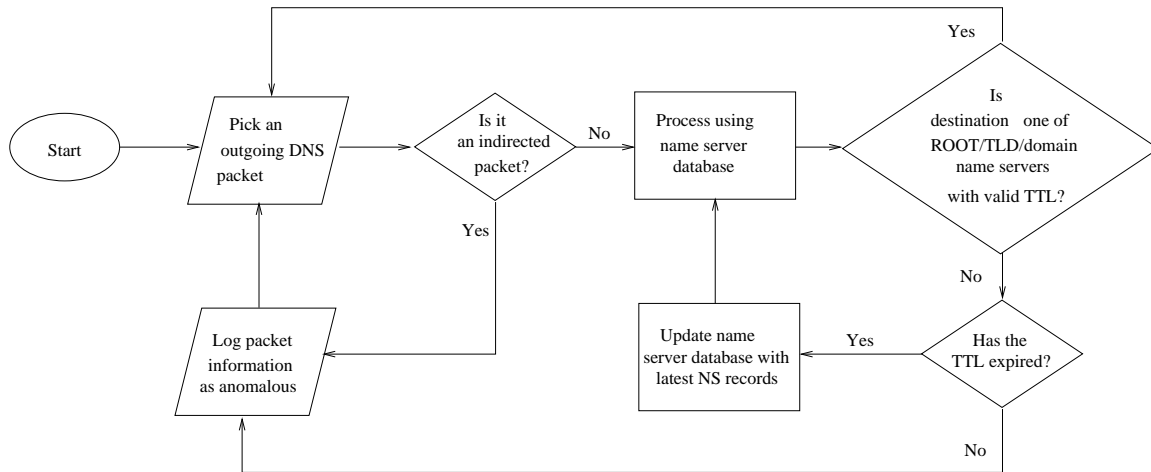 Yes
Start
Pick an
outgoing DNS
packet
Is it
an indirected
packet?
No
Process using
name server
database
Is
destination one of
ROOT/TLD/domain
name servers
with valid TTL?
Yes
No
Log packet
information
as anomalous
Update name
server database with
latest NS records
Yes
Has the
TTL expired?
No